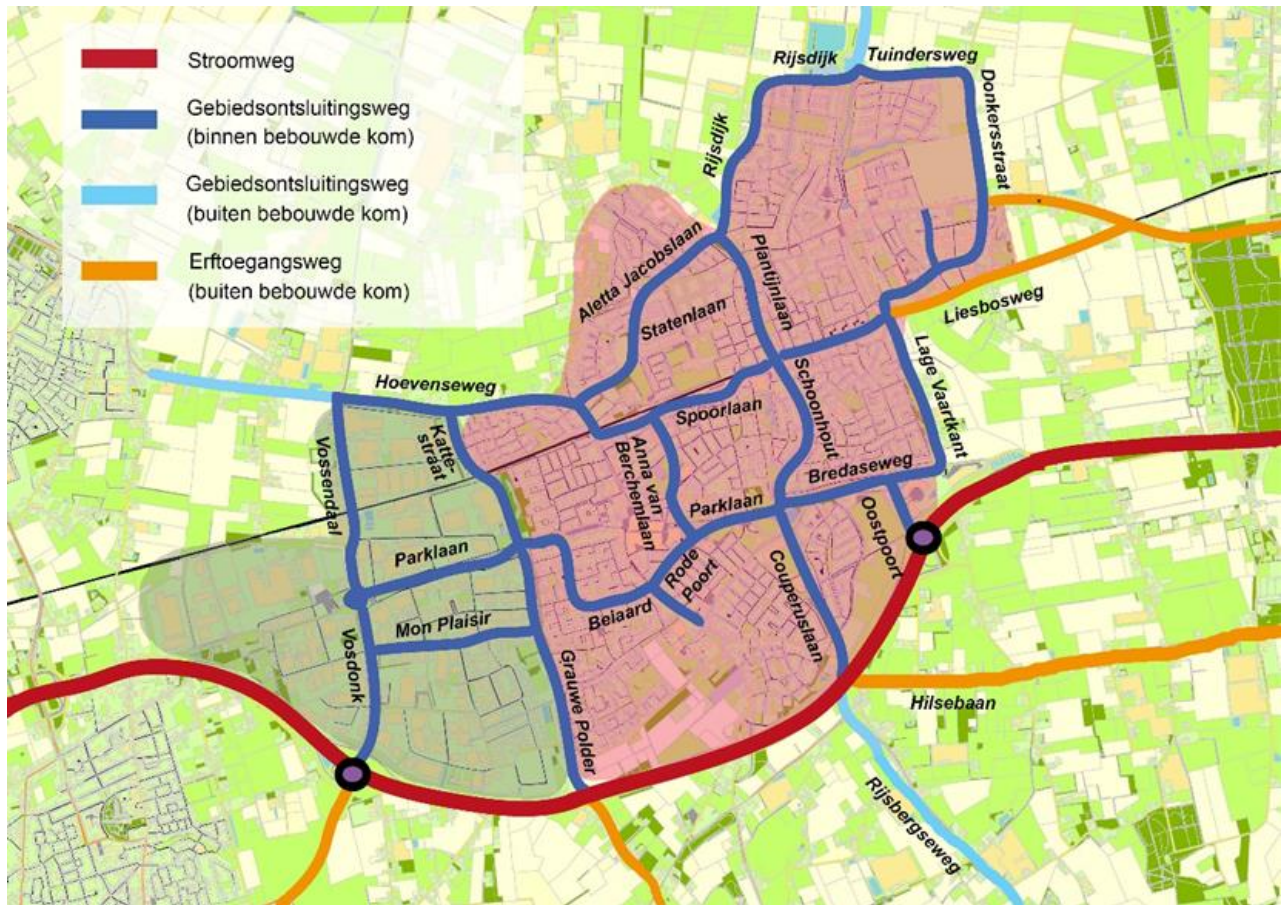 Stroomweg
Gebiedsontsluitingsweg
(binnen bebouwde kom)
Gebiedsontsluitingsweg
(buiten bebouwde kom)
Erftoegangsweg
(buiten bebouwde kom)
Rijsdijk
Tuindersweg
Donkersstraat
Rijsdijk
Aletta Jacobslaan
Plantijnlaan
Statenlaan
Liesbosweg
Hoevenseweg
Lage Vaartkant
Schoonhout
Spoorlaan
Katte-
straat
Anna van
Berchemlaan
Vossendaal
Bredaseweg
Parklaan
Oostpoort
Parklaan
Rode
Poort
Couperuslaan
Beiaard
Mon Plaisir
Vosdonk
Grauwe Polder
Hilsebaan
Rijsbergseweg